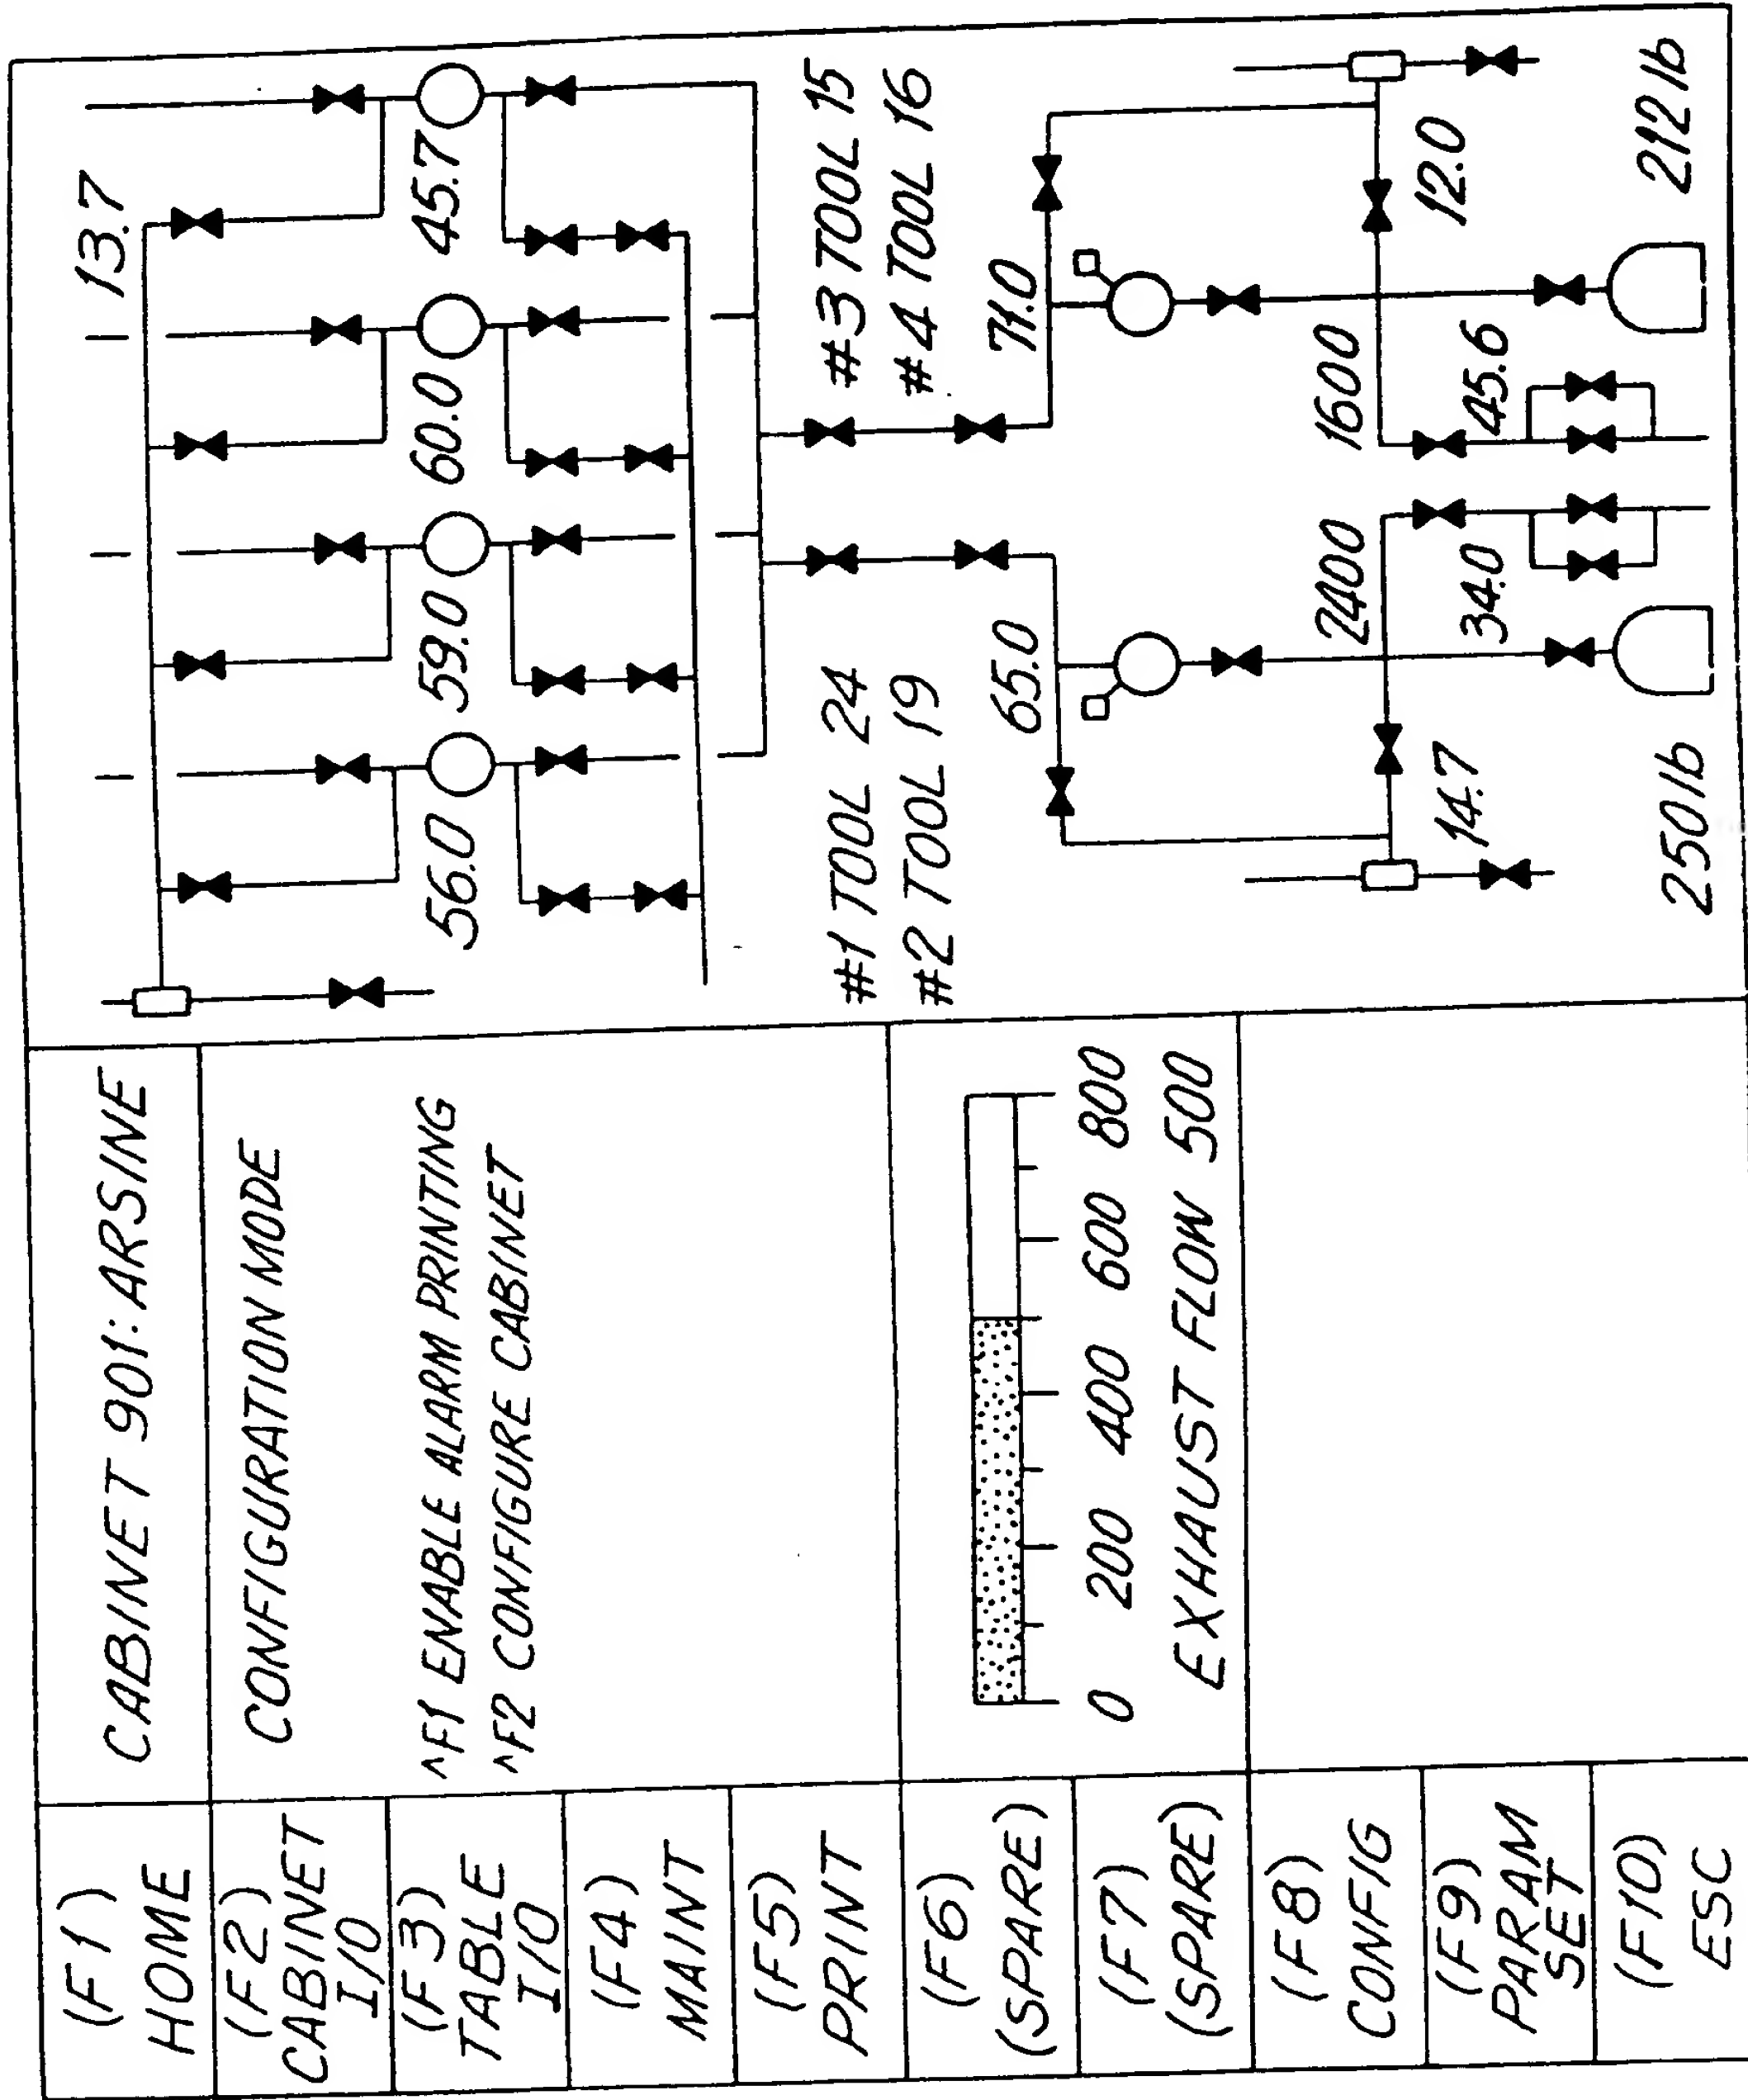 (F1)
HOME
(F2)
CABINET
I/O
(F3)
TABLE
I/O
(F4)
MAINT
(F5)
PRINT
(F6)
(SPARE)
(F7)
(SPARE)
(F8)
CONFIG
(F9)
PARAM
SET
(F10)
ESC
CABINET 901::ARSINE
CONFIGURATION MODE
^F1 ENABLE ALARM PRINTING
^F2 CONFIGURE CABINET
0 200 400 600 800
EXHAUST FLOW 500
13.7
56.0 59.0 60.0 45.7
#1 TOOL 24 #3 TOOL 15
#2 TOOL 19 #4 TOOL 16
65.0 71.0
2400 1600
14.7 34.0 45.6 12.0
250 lb 212 lb